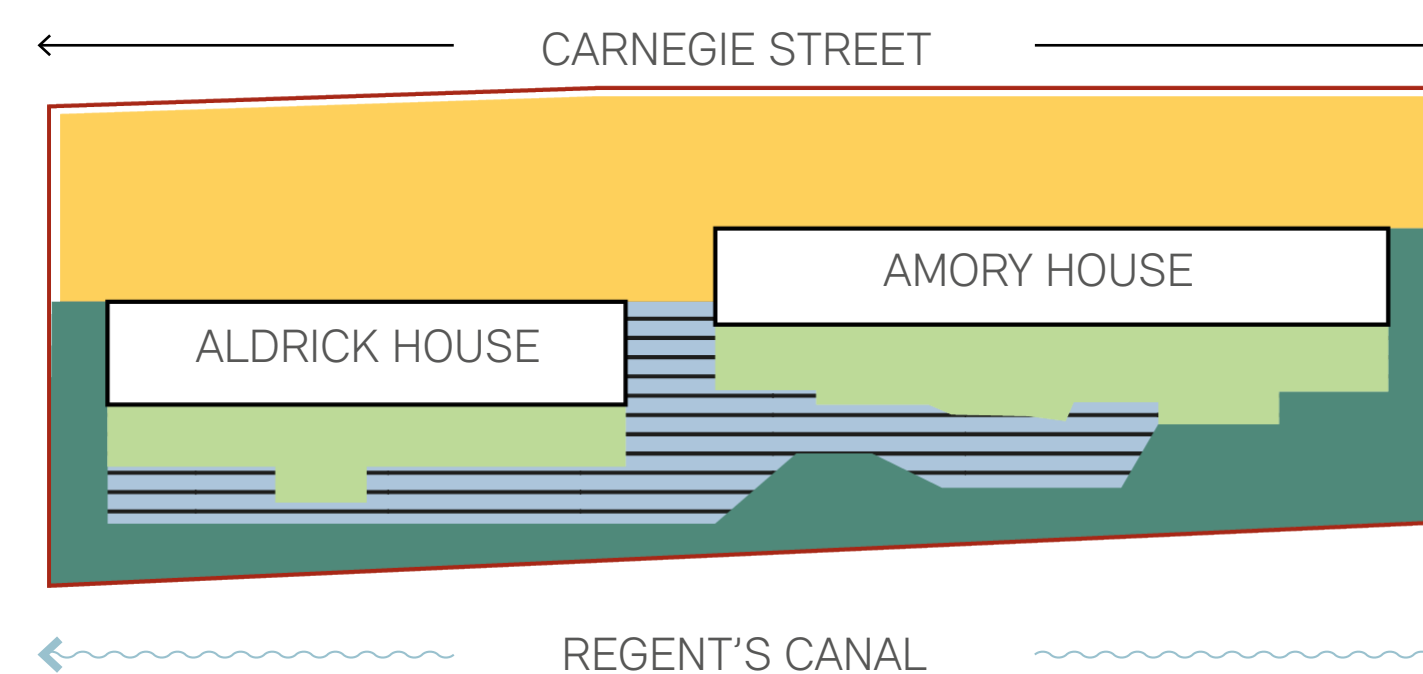 CARNEGIE STREET
AMORY HOUSE
ALDRICK HOUSE
REGENT’S CANAL